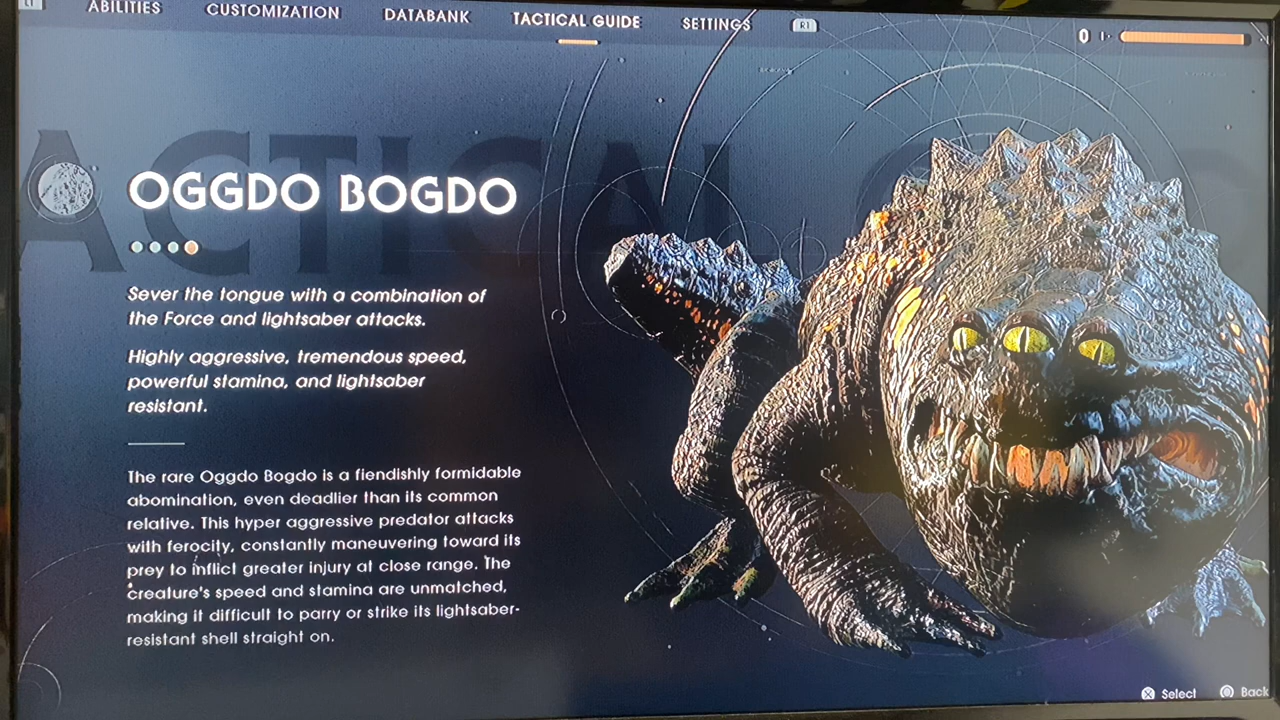 ABILITIES CUSTOMIZATION DATABANK TACTICAL GUIDE SETTINGS R1
0
ACTICAL
OGGDO BOGDO
Sever the tongue with a combination of
the Force and lightsaber attacks.
Highly aggressive, tremendous speed,
powerful stamina, and lightsaber
resistant.
The rare Oggdo Bogdo is a fiendishly formidable
abomination, even deadlier than its common
relative. This hyper aggressive predator attacks
with ferocity, constantly maneuvering toward its
prey to inflict greater injury at close range. The
creature's speed and stamina are unmatched,
making it difficult to parry or strike its lightsaber-
resistant shell straight on.
Select Back